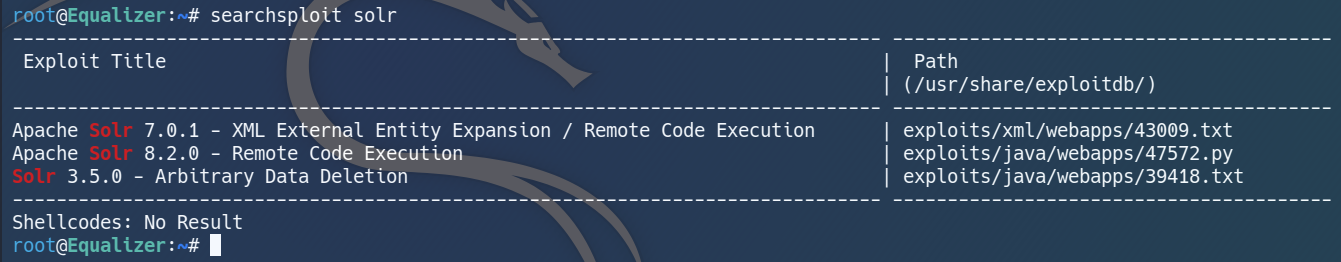 root@Equalizer:~# searchsploit solr
------------------------------------------------------------------------------- ----------------------------------------
 Exploit Title                                                                 |  Path
                                                                               | (/usr/share/exploitdb/)
------------------------------------------------------------------------------- ----------------------------------------
Apache Solr 7.0.1 - XML External Entity Expansion / Remote Code Execution      | exploits/xml/webapps/43009.txt
Apache Solr 8.2.0 - Remote Code Execution                                      | exploits/java/webapps/47572.py
Solr 3.5.0 - Arbitrary Data Deletion                                           | exploits/java/webapps/39418.txt
------------------------------------------------------------------------------- ----------------------------------------
Shellcodes: No Result
root@Equalizer:~#